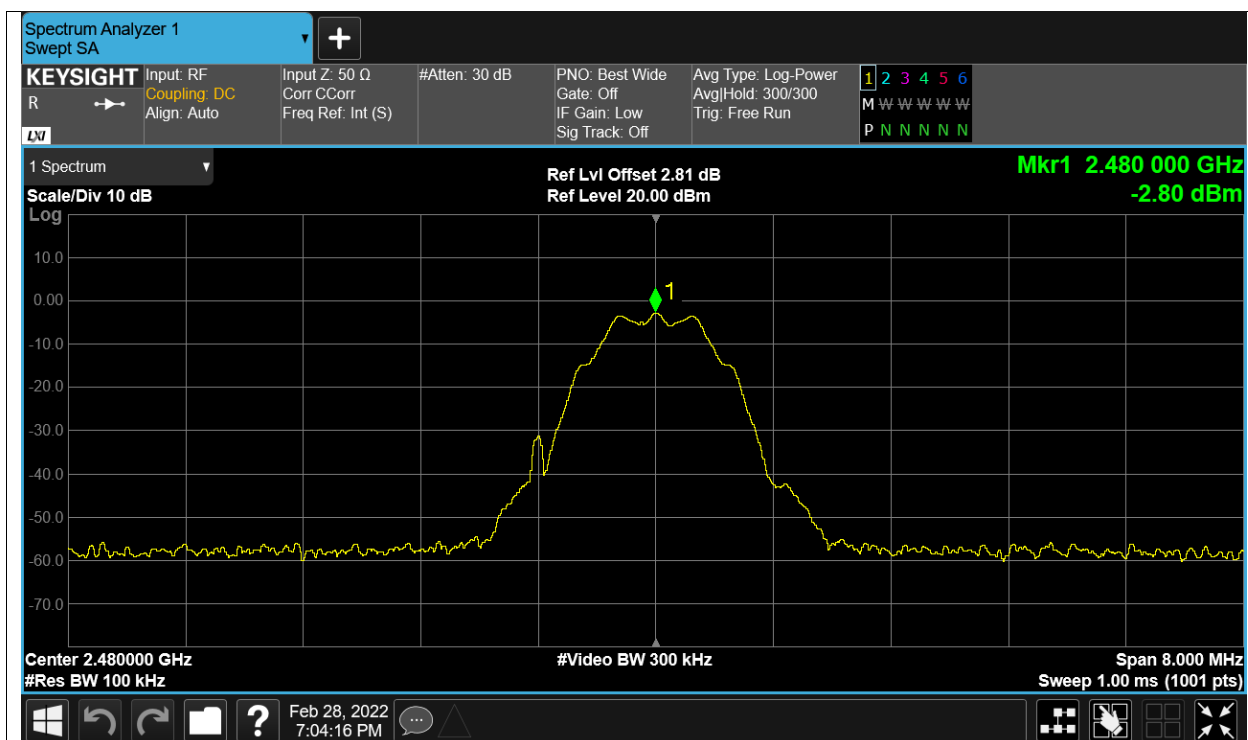 Spectrum Analyzer 1
Swept SA
KEYSIGHT
R
LXI
Input: RF
Coupling: DC
Align: Auto
Input Z: 50 Ω
Corr CCorr
Freq Ref: Int (S)
#Atten: 30 dB
PNO: Best Wide
Gate: Off
IF Gain: Low
Sig Track: Off
Avg Type: Log-Power
Avg|Hold: 300/300
Trig: Free Run
1 2 3 4 5 6
M W W W W W
P N N N N N
1 Spectrum
Scale/Div 10 dB
Ref Lvl Offset 2.81 dB
Ref Level 20.00 dBm
Mkr1 2.480 000 GHz
-2.80 dBm
Log
10.0
0.00
-10.0
-20.0
-30.0
-40.0
-50.0
-60.0
-70.0
1
Center 2.480000 GHz
#Res BW 100 kHz
#Video BW 300 kHz
Span 8.000 MHz
Sweep 1.00 ms (1001 pts)
?
Feb 28, 2022
7:04:16 PM